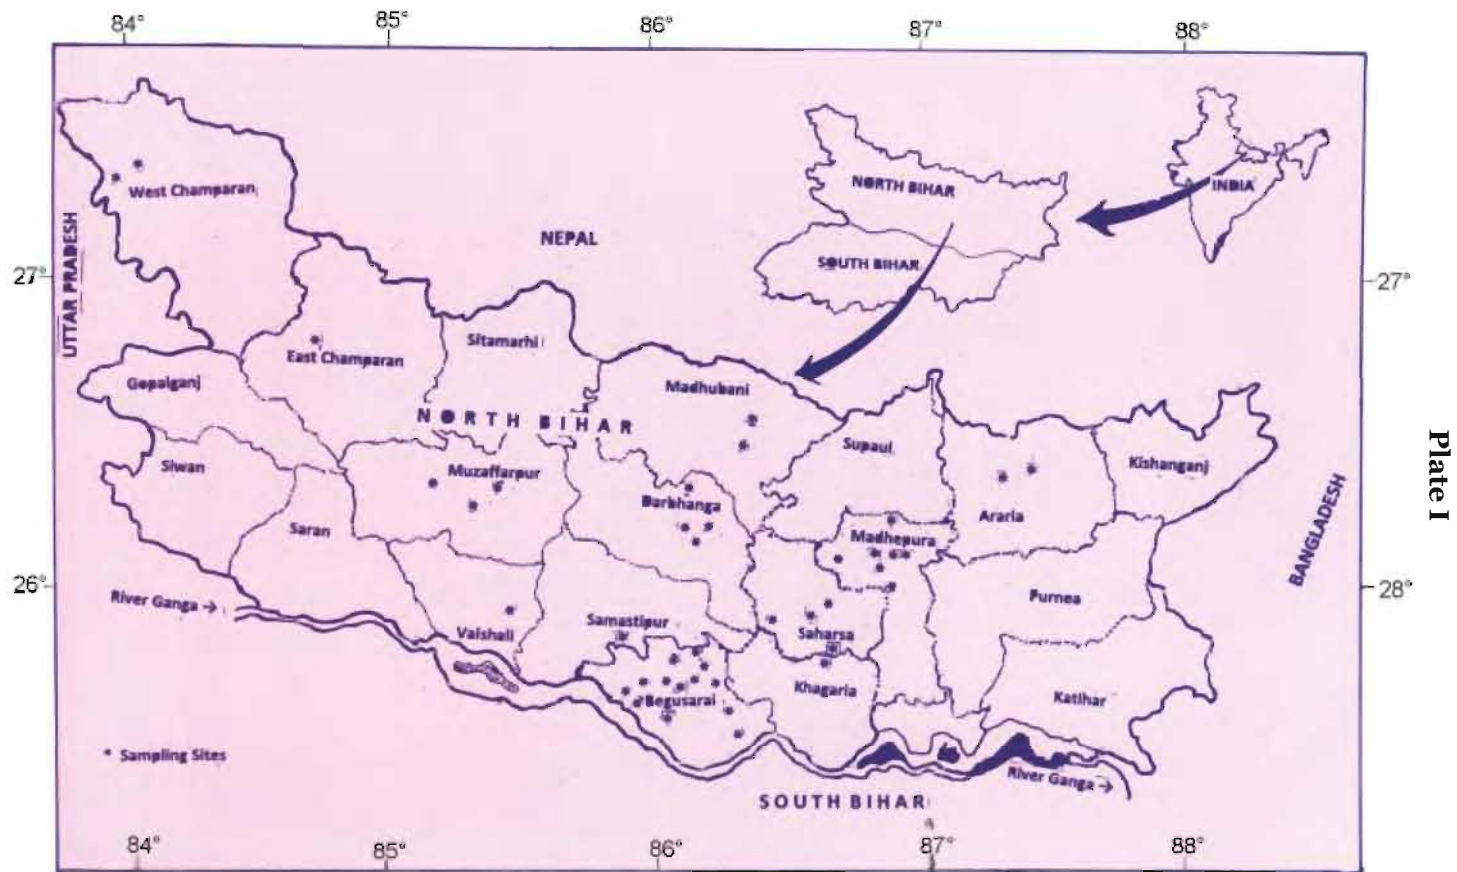 84° 85° 86° 87° 88°
West Champaran
NORTH BIHAR
INDIA
NEPAL
UTTAR PRADESH
SOUTH BIHAR
27° 27°
Sitamarhi
East Champaran
Gopalganj
Madhubani
NORTH BIHAR
Supaul
Kishanganj
Siwan
Muzaffarpur
Barbhanga
Araria
Saran
Madhepura
BANGLADESH
Plate I
26° 28°
River Ganga →
Purnea
Samastipur
Vaishali
Saharsa
Khagaria
Begusarai
Katihar
* Sampling Sites
River Ganga →
SOUTH BIHAR
84° 85° 86° 87° 88°